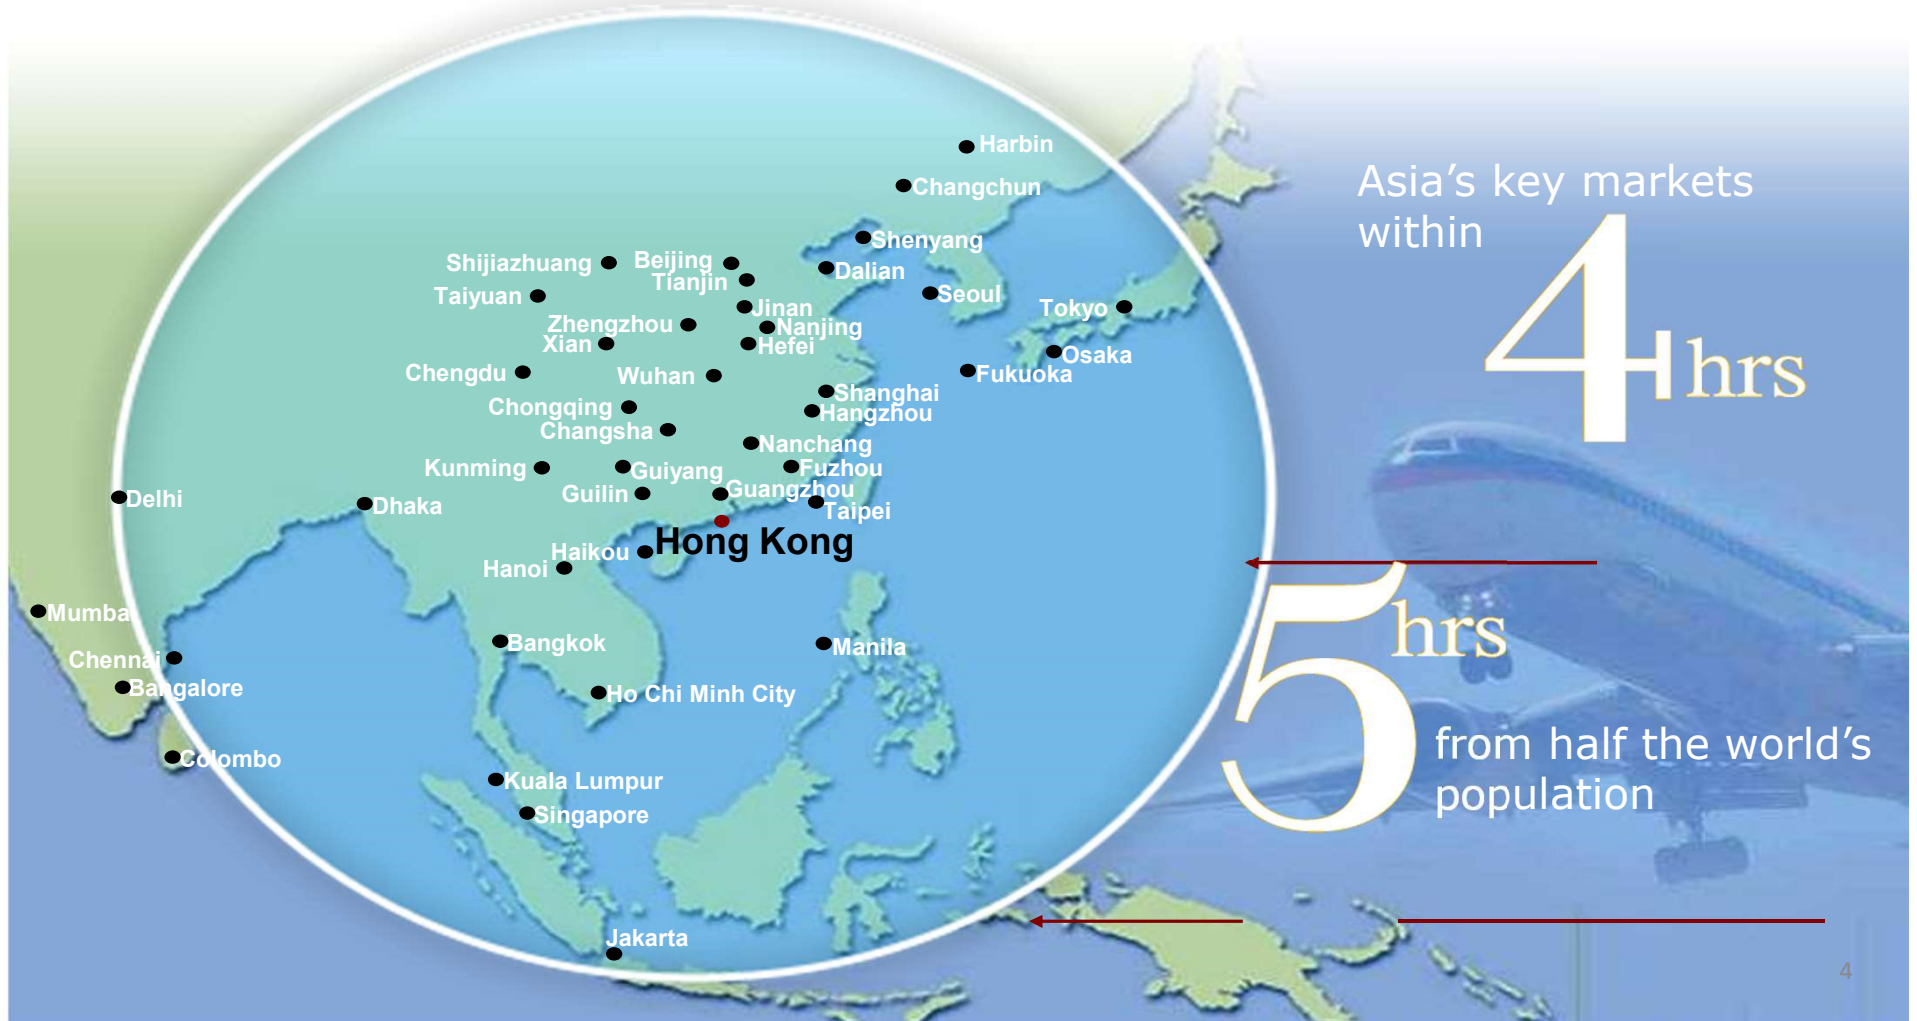 Harbin
Changchun
Shenyang
Shijiazhuang
Beijing
Dalian
Tianjin
Taiyuan
Seoul
Jinan
Tokyo
Zhengzhou
Nanjing
Xian
Hefei
Osaka
Chengdu
Wuhan
Fukuoka
Shanghai
Chongqing
Hangzhou
Changsha
Nanchang
Kunming
Guiyang
Fuzhou
Guilin
Guangzhou
Delhi
Dhaka
Taipei
Hong Kong
Haikou
Hanoi
Mumba
Bangkok
Manila
Chennai
Bangalore
Ho Chi Minh City
Colombo
Kuala Lumpur
Singapore
Jakarta
Asia’s key markets
within
4 hrs
5 hrs
from half the world’s
population
4